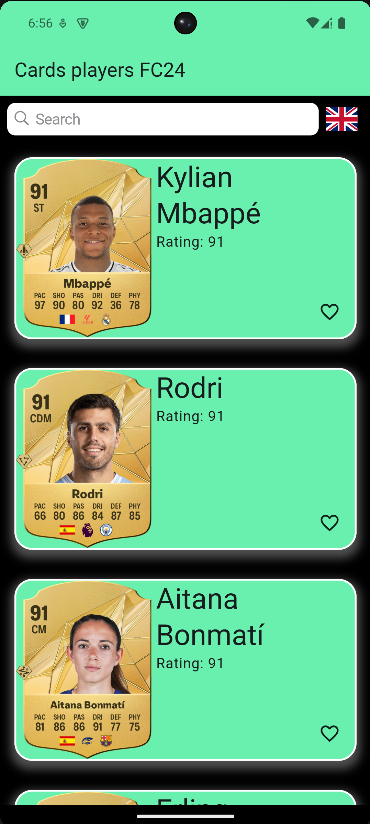 6:56
Cards players FC24
Search
91
ST
Mbappé
PAC SHO PAS DRI DEF PHY
97 90 80 92 36 78
Kylian
Mbappé
Rating: 91
91
CDM
Rodri
PAC SHO PAS DRI DEF PHY
66 80 86 84 87 85
Rodri
Rating: 91
91
CM
Aitana Bonmatí
PAC SHO PAS DRI DEF PHY
81 86 86 91 77 75
Aitana
Bonmatí
Rating: 91
Erling